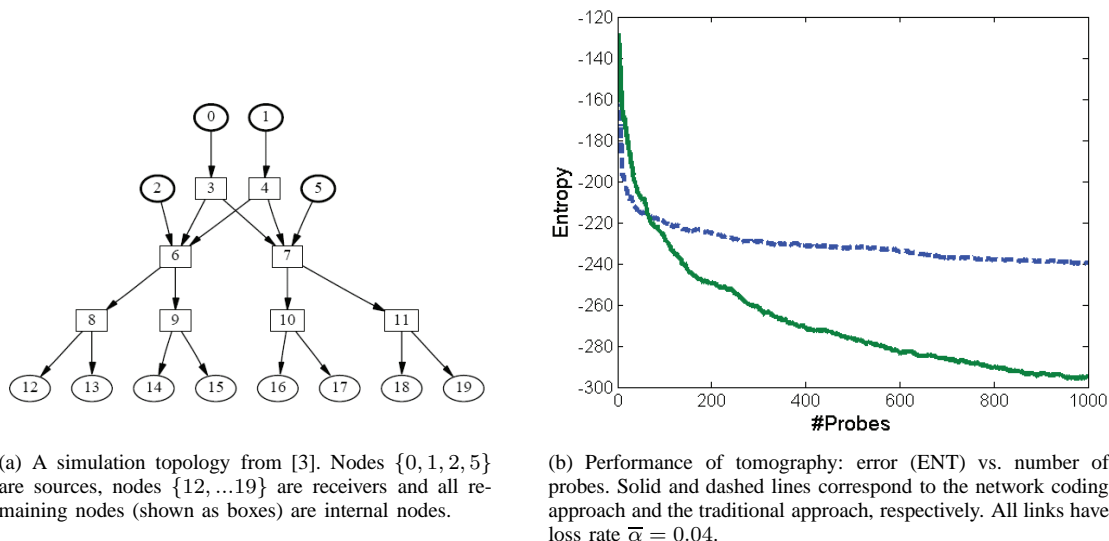 0 1
2 3 4 5
6 7
8 9 10 11
12 13 14 15 16 17 18 19
-120
-140
-160
-180
-200
-220
-240
-260
-280
-300
Entropy
0 200 400 600 800 1000
#Probes
(a) A simulation topology from [3]. Nodes {0, 1, 2, 5}
are sources, nodes {12, ...19} are receivers and all re-
maining nodes (shown as boxes) are internal nodes.
(b) Performance of tomography: error (ENT) vs. number of
probes. Solid and dashed lines correspond to the network coding
approach and the traditional approach, respectively. All links have
loss rate α̅ = 0.04.